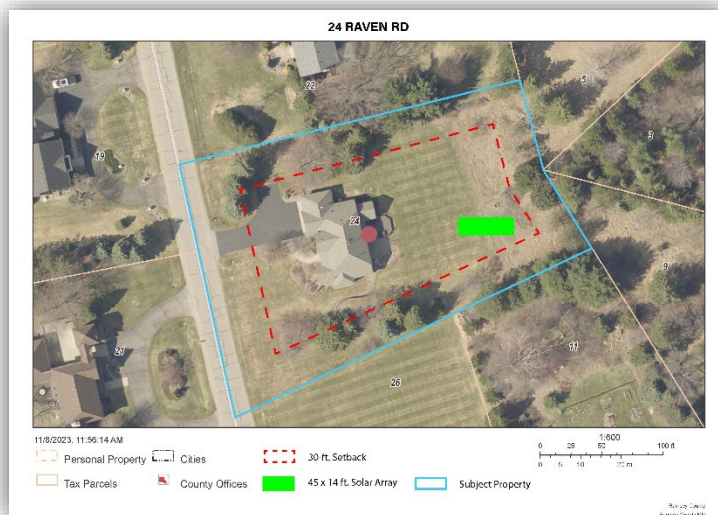 24 RAVEN RD
22
5
3
19
24
9
21
11
26
11/8/2023, 11:56:14 AM
1:600
0 25 50 100 ft
0 5 10 20 m
Personal Property
Cities
30-ft. Setback
Tax Parcels
County Offices
45 x 14 ft. Solar Array
Subject Property
Ramsey County